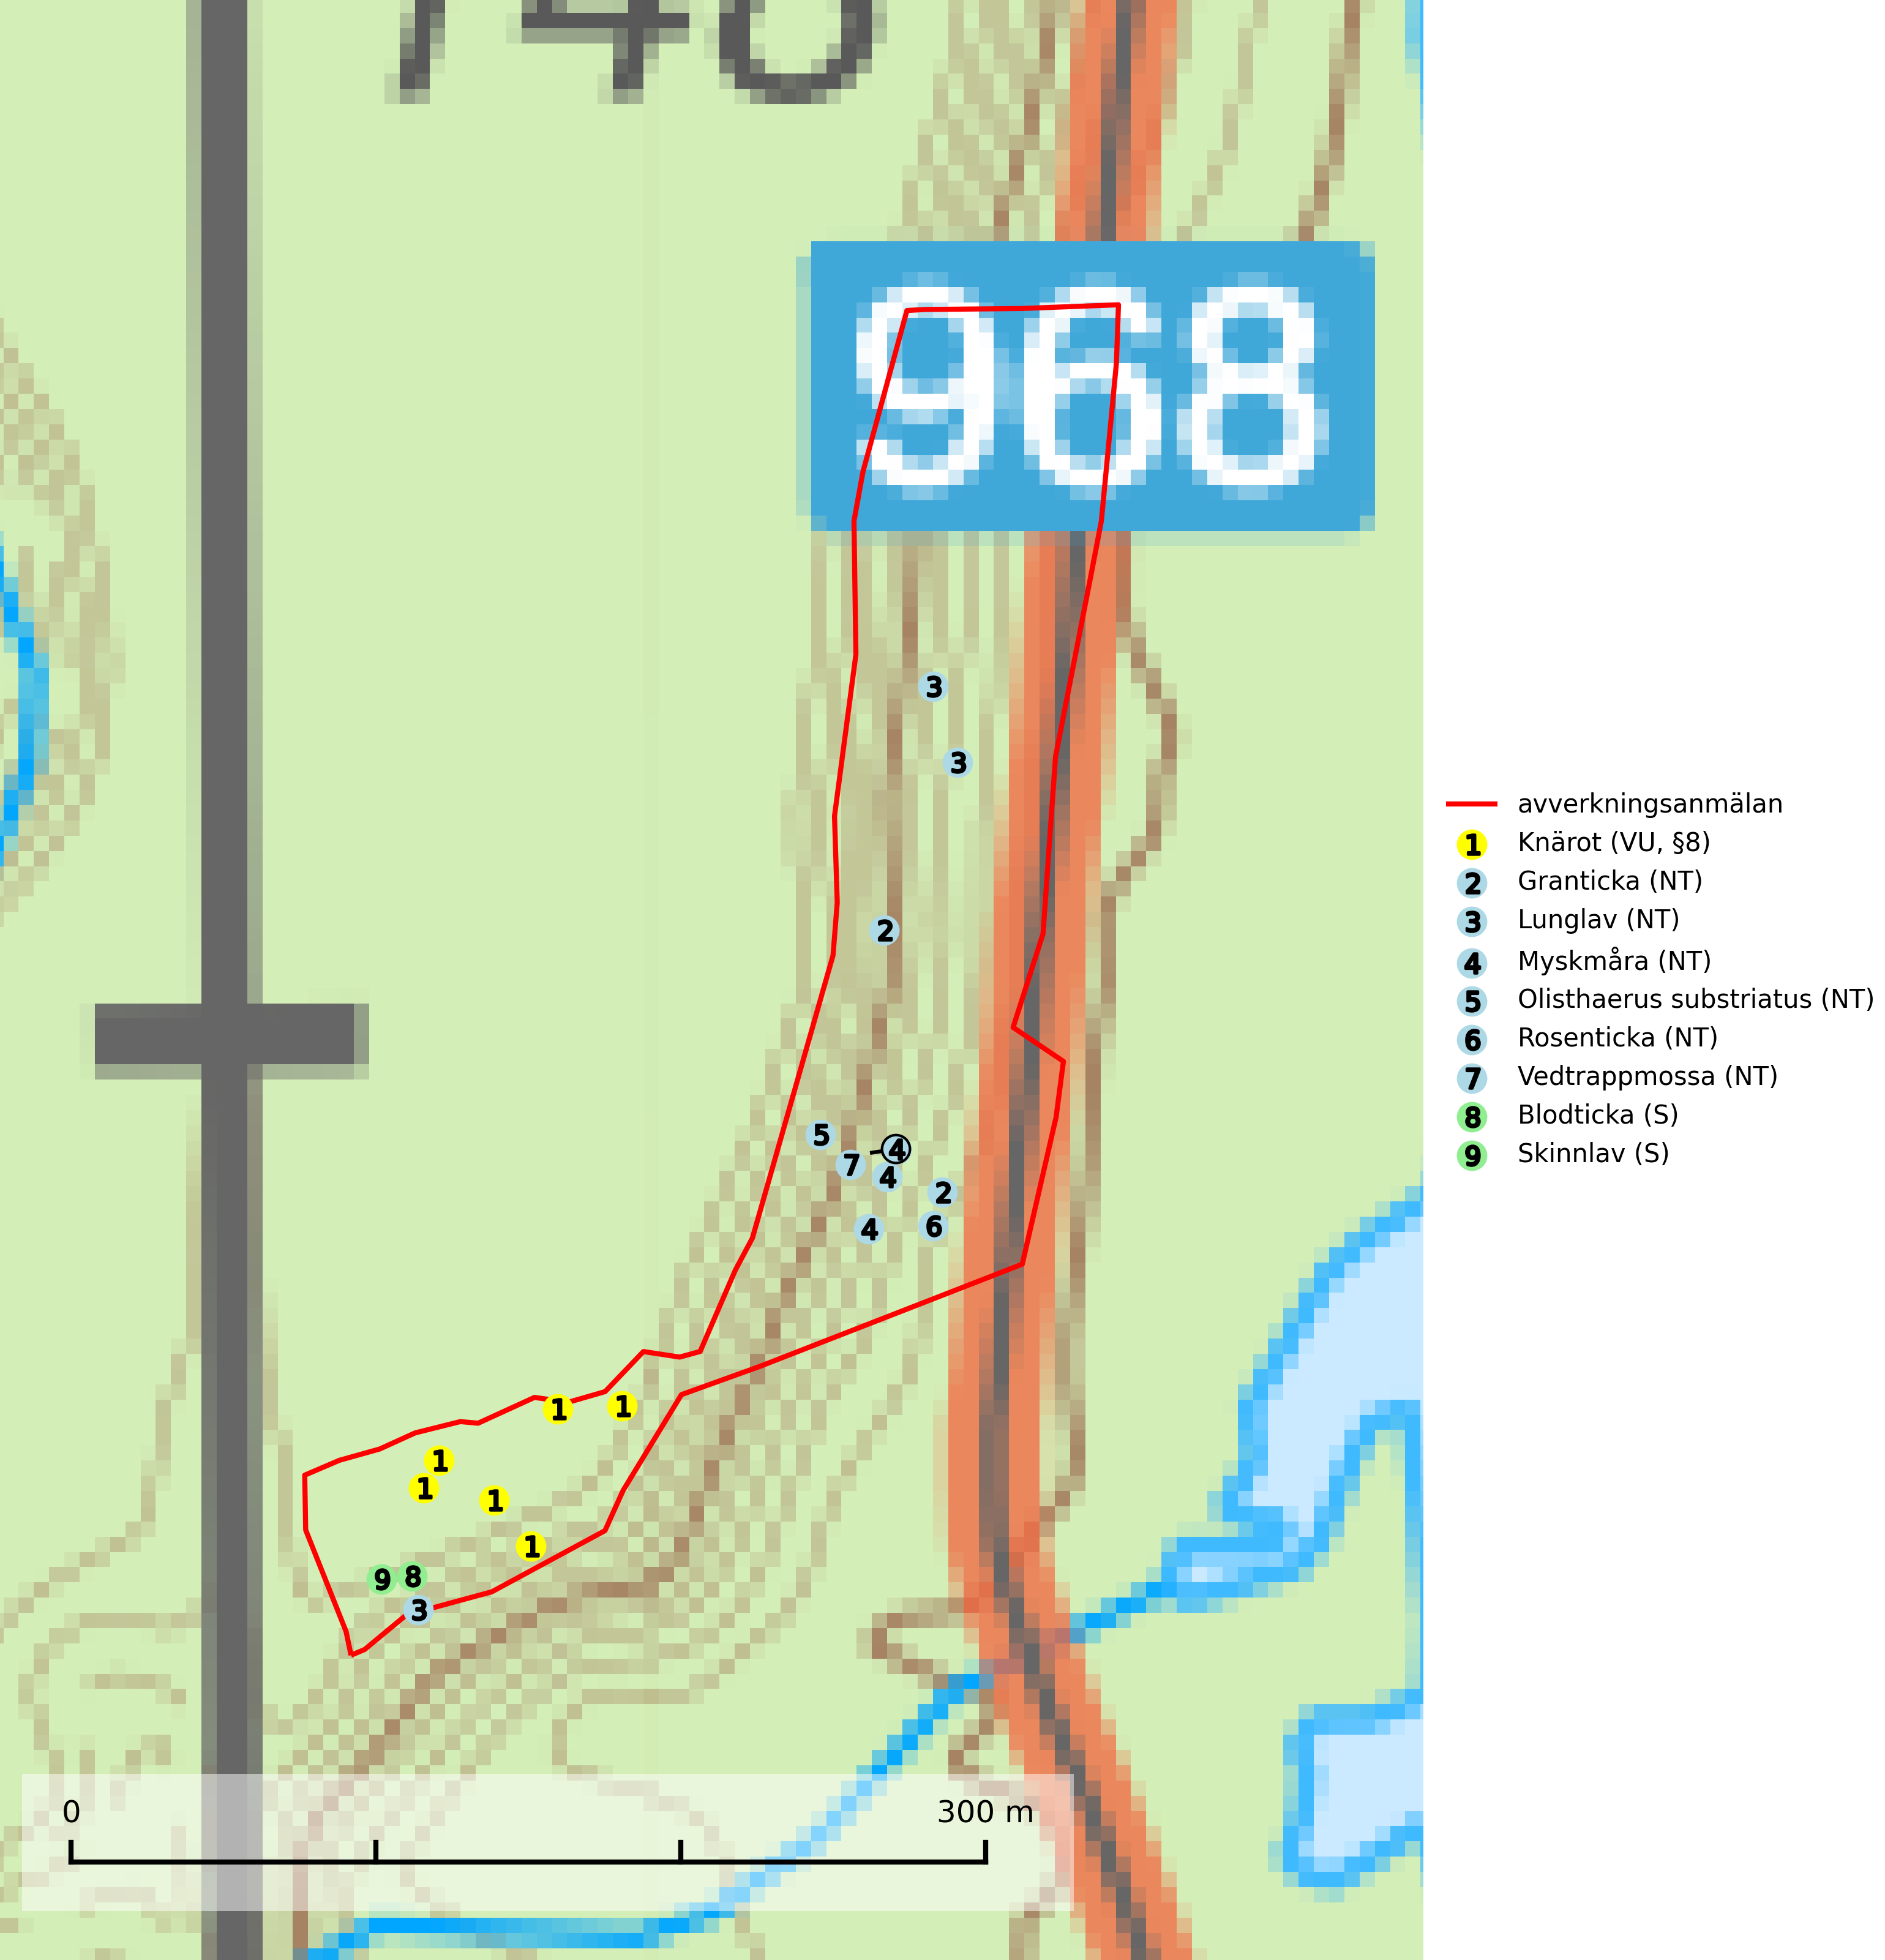 968
3
3
2
5
4
7
4
2
4
6
1
1
1
1
1
1
9
8
3
0
300 m
avverkningsanmälan
1 Knärot (VU, §8)
2 Granticka (NT)
3 Lunglav (NT)
4 Myskmåra (NT)
5 Olisthaerus substriatus (NT)
6 Rosenticka (NT)
7 Vedtrappmossa (NT)
8 Blodticka (S)
9 Skinnlav (S)